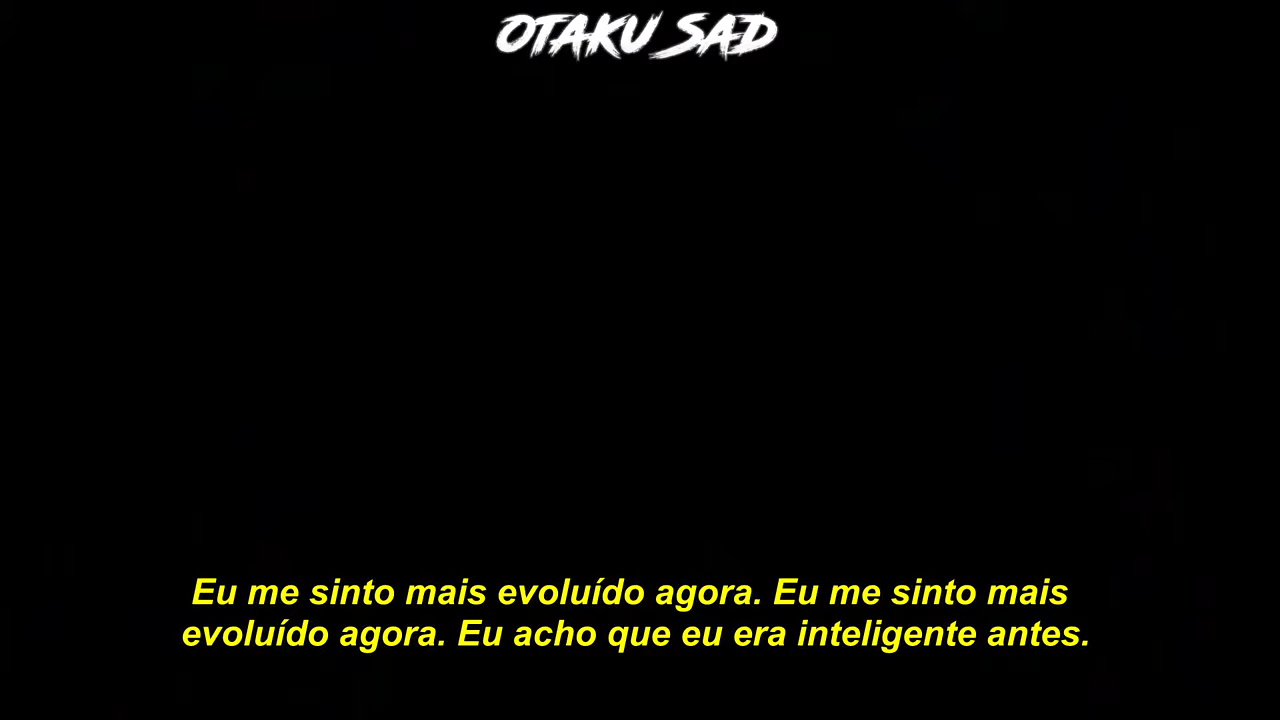 OTAKU SAD
Eu me sinto mais evoluído agora. Eu me sinto mais
evoluído agora. Eu acho que eu era inteligente antes.